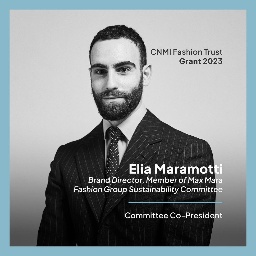 CNMI Fashion Trust
Grant 2023
Elia Maramotti
Brand Director, Member of Max Mara
Fashion Group Sustainability Committee
Committee Co-President